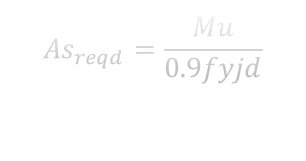 As_reqd = Mu / 0.9fyjd